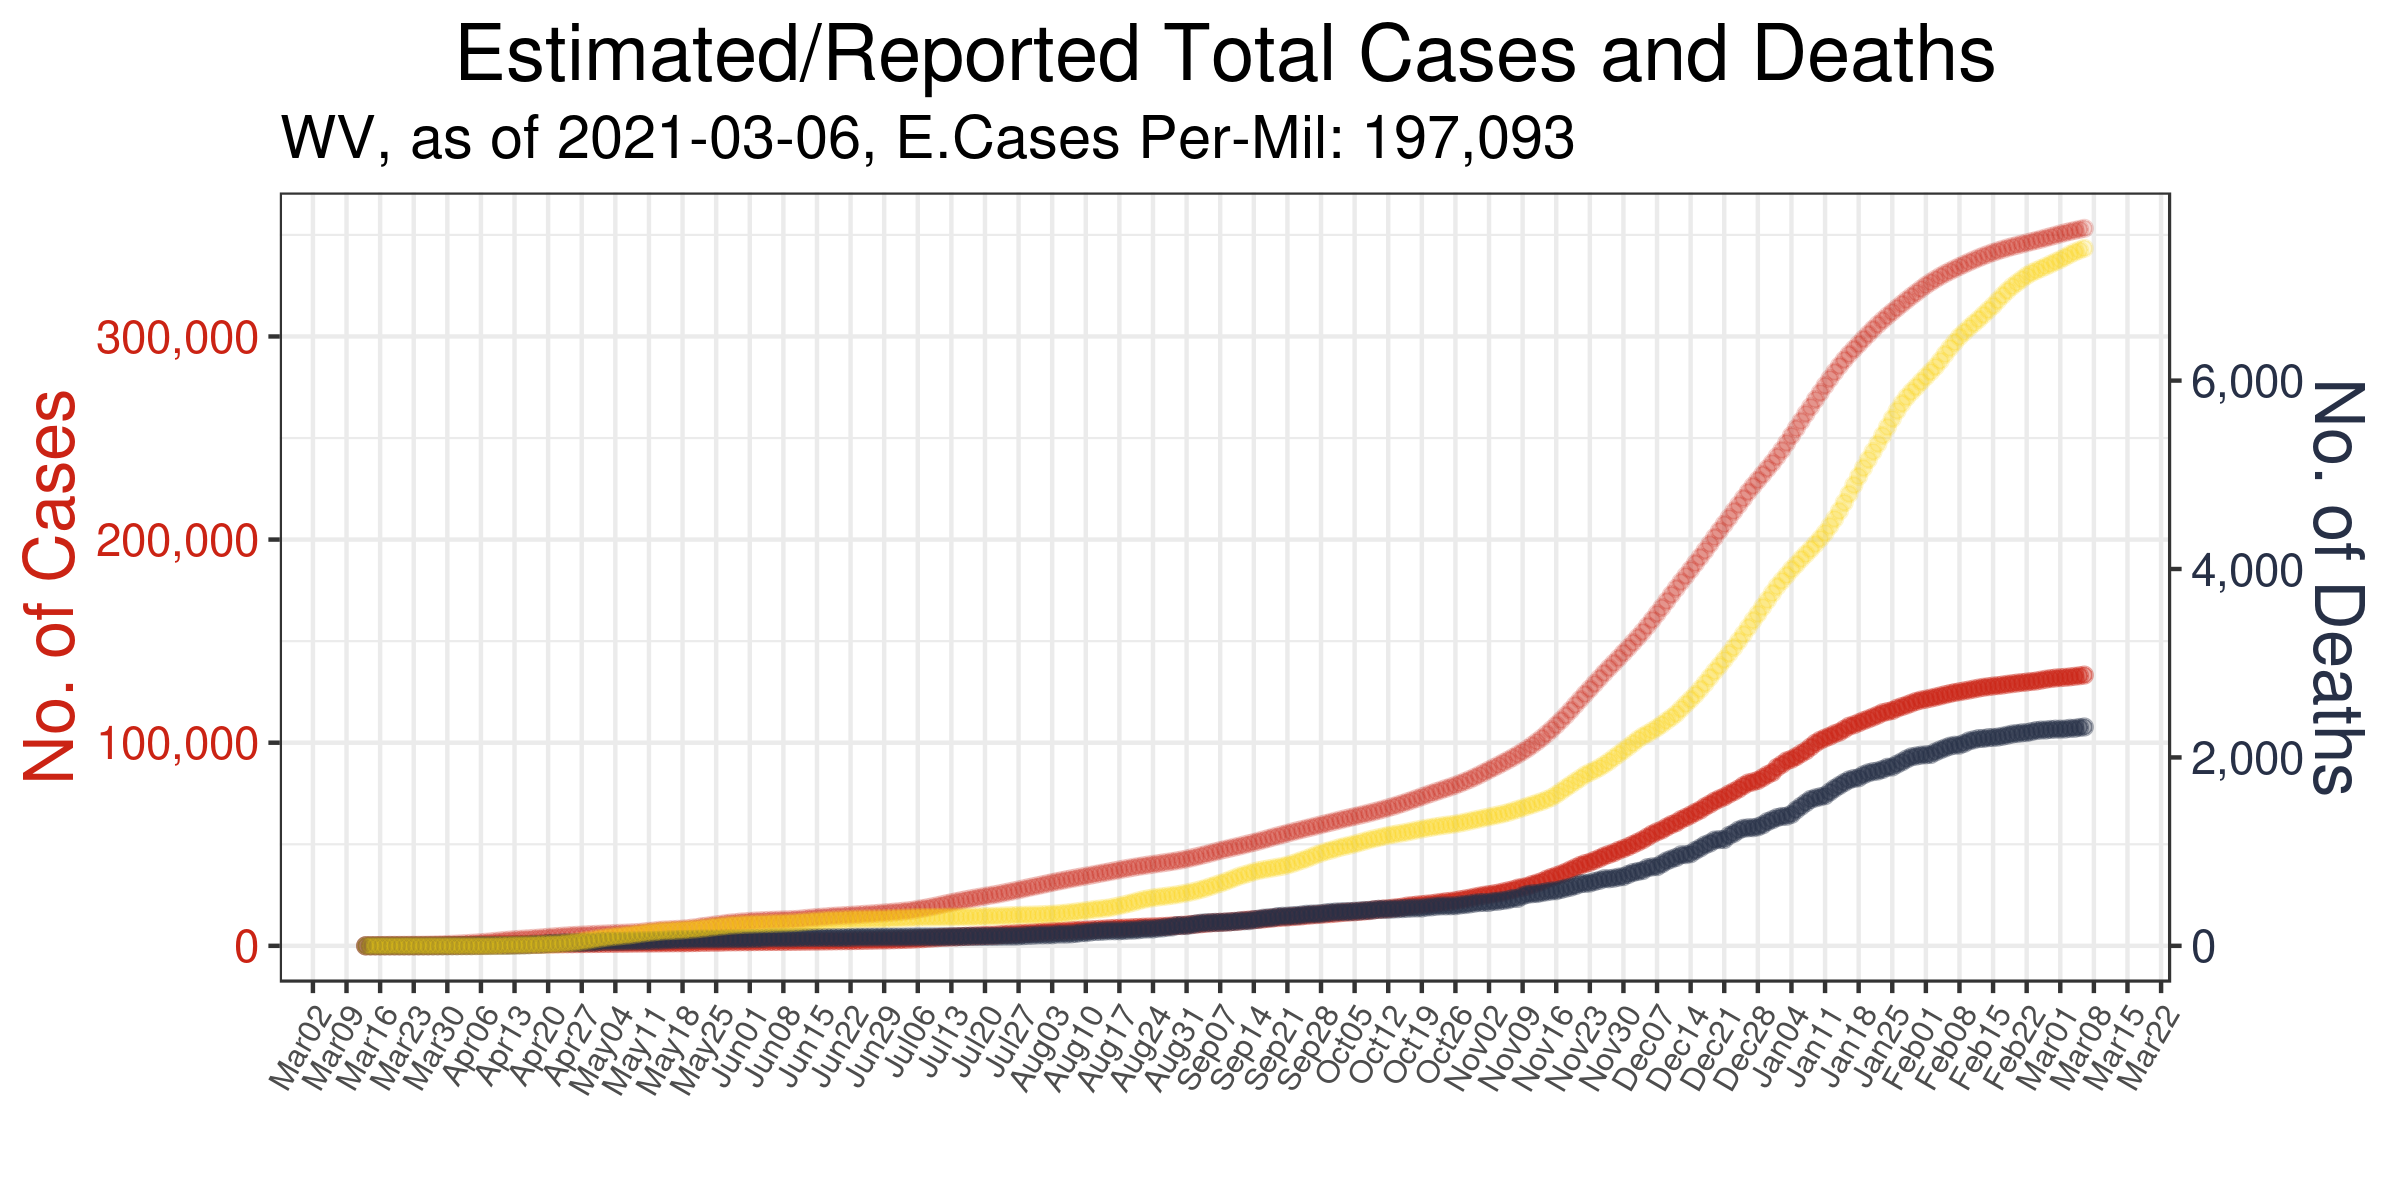 Estimated/Reported Total Cases and Deaths
WV, as of 2021-03-06, E.Cases Per-Mil: 197,093
No. of Cases
300,000
200,000
100,000
0
6,000
4,000
2,000
0
No. of Deaths
Mar02
Mar09
Mar16
Mar23
Mar30
Apr06
Apr13
Apr20
Apr27
May04
May11
May18
May25
Jun01
Jun08
Jun15
Jun22
Jun29
Jul06
Jul13
Jul20
Jul27
Aug03
Aug10
Aug17
Aug24
Aug31
Sep07
Sep14
Sep21
Sep28
Oct05
Oct12
Oct19
Oct26
Nov02
Nov09
Nov16
Nov23
Nov30
Dec07
Dec14
Dec21
Dec28
Jan04
Jan11
Jan18
Jan25
Feb01
Feb08
Feb15
Feb22
Mar01
Mar08
Mar15
Mar22